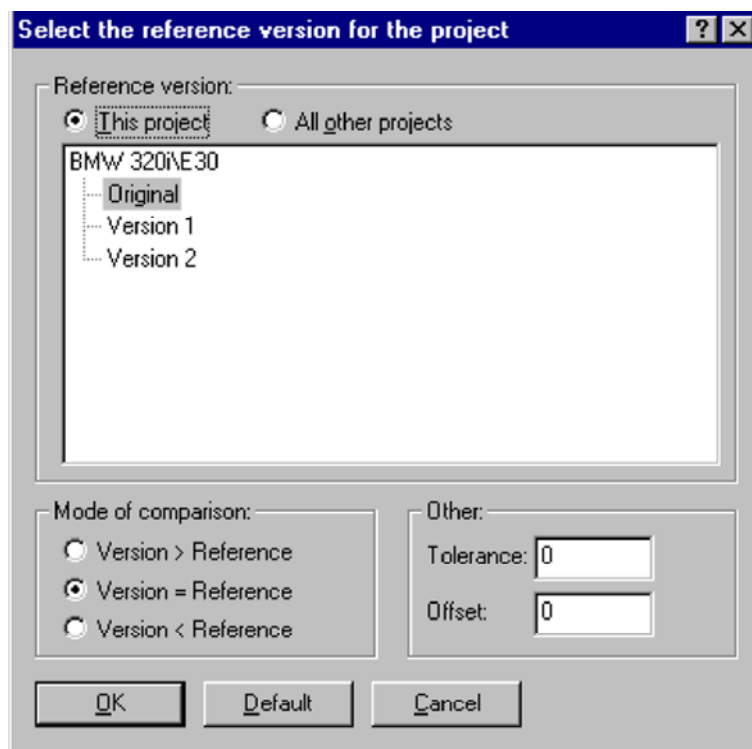 Select the reference version for the project
Reference version:
This project All other projects
BMW 320i\E30
Original
Version 1
Version 2
Mode of comparison:
Version > Reference
Version = Reference
Version < Reference
Other:
Tolerance: 0
Offset: 0
OK Default Cancel